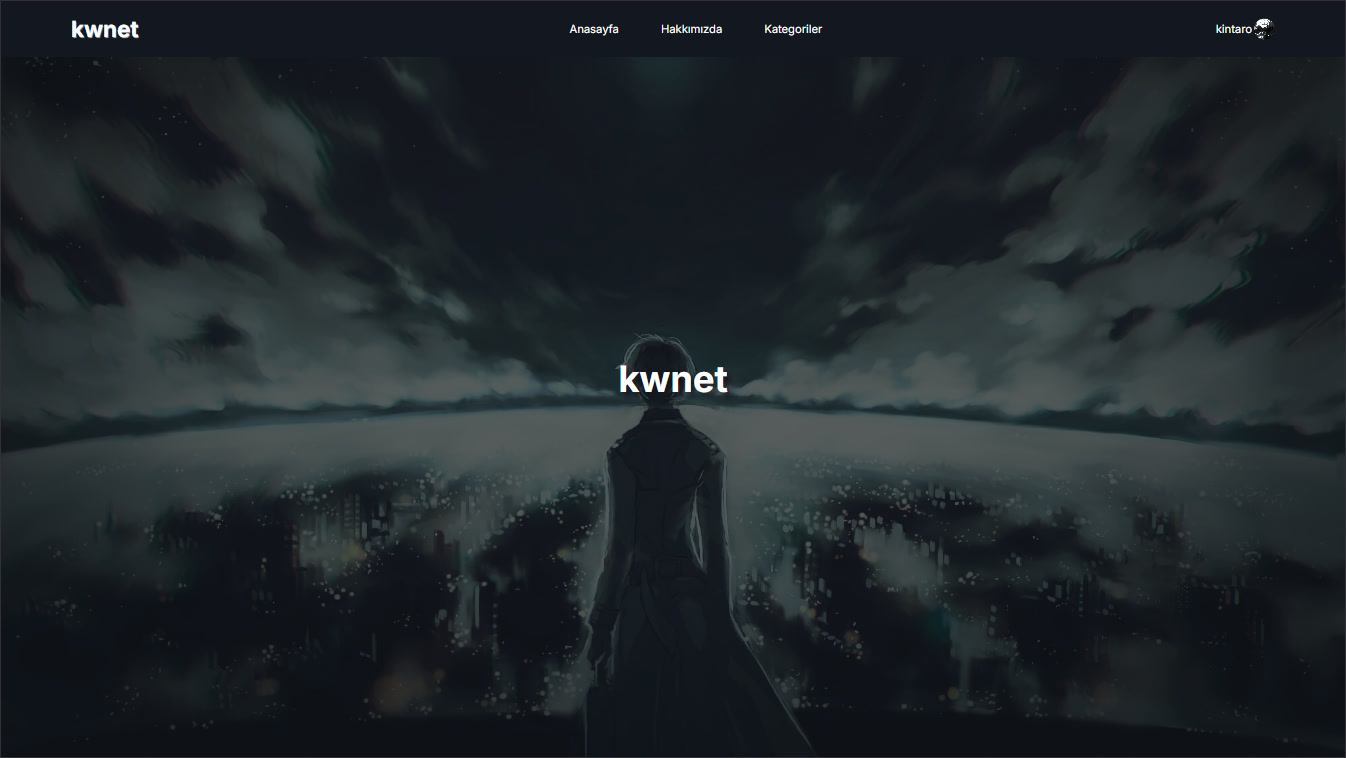 kwnet
Anasayfa
Hakkımızda
Kategoriler
kintaro
kwnet